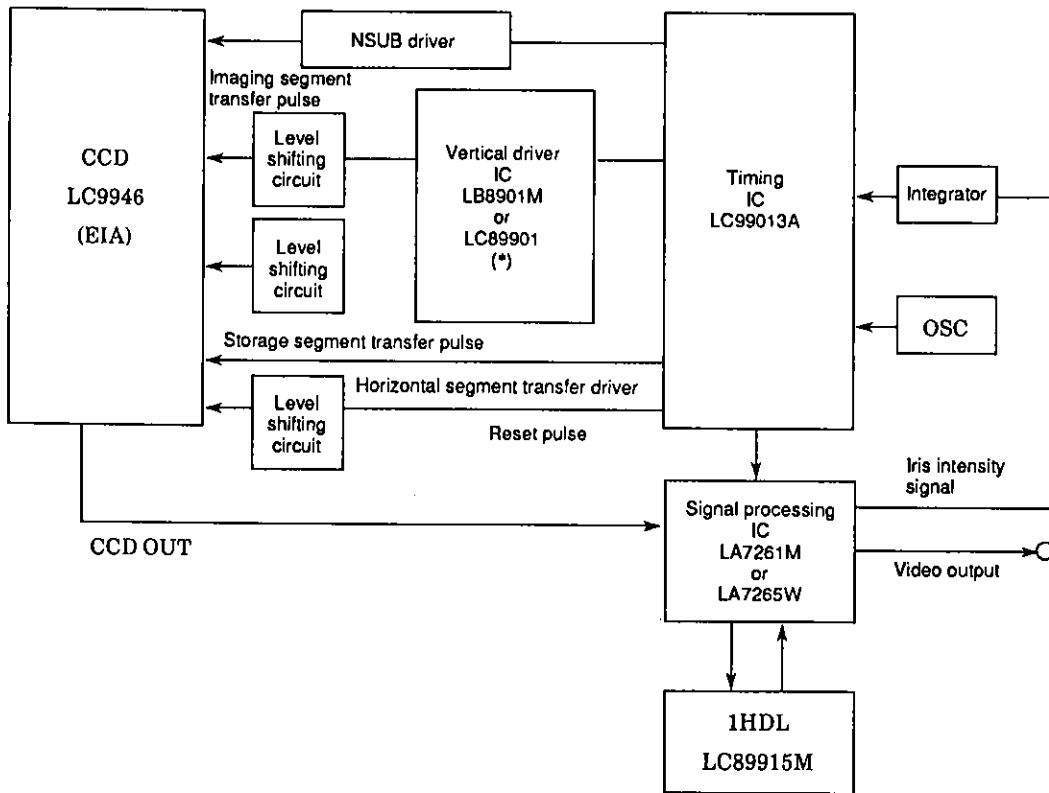 NSUB driver
Imaging segment
transfer pulse
CCD
LC9946
(EIA)
Level
shifting
circuit
Vertical driver
IC
LB8901M
or
LC89901
(*)
Timing
IC
LC99013A
Integrator
Level
shifting
circuit
OSC
Storage segment transfer pulse
Horizontal segment transfer driver
Level
shifting
circuit
Reset pulse
Iris intensity
signal
Signal processing
IC
LA7261M
or
LA7265W
CCD OUT
Video output
1HDL
LC89915M